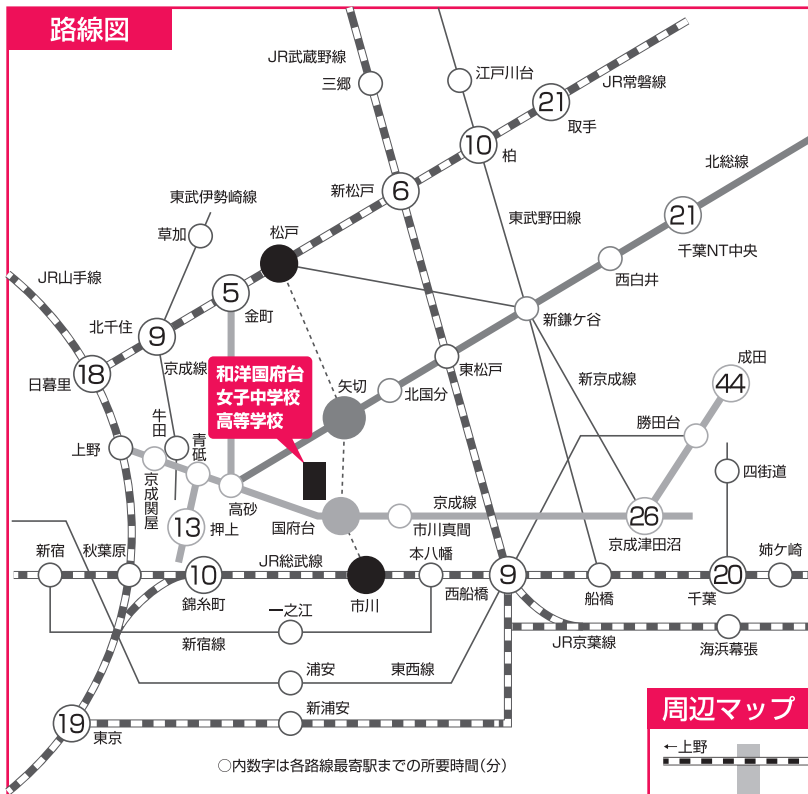 路線図
JR武蔵野線
三郷
江戸川台
JR常磐線
21
取手
10
柏
北総線
新松戸
6
東武伊勢崎線
東武野田線
草加
松戸
21
千葉NT中央
西白井
JR山手線
5
金町
北千住
9
新鎌ケ谷
京成線
18
日暮里
和洋国府台
女子中学校
高等学校
矢切
東松戸
北国分
新京成線
成田
44
牛田
青砥
勝田台
上野
京成関屋
高砂
四街道
京成線
13
押上
国府台
市川真間
26
京成津田沼
新宿
秋葉原
JR総武線
本八幡
姉ケ崎
10
錦糸町
市川
西船橋
9
船橋
千葉
20
一之江
新宿線
JR京葉線
海浜幕張
浦安
東西線
新浦安
19
東京
周辺マップ
←上野
○内数字は各路線最寄駅までの所要時間(分)